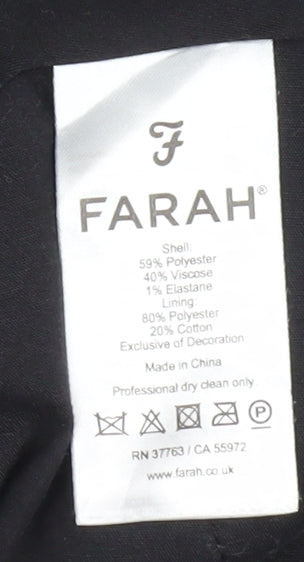 F
FARAH®
Shell:
59% Polyester
40% Viscose
1% Elastane
Lining:
80% Polyester
20% Cotton
Exclusive of Decoration
Made in China
Professional dry clean only.
P
RN 37763 / CA 55972
www.farah.co.uk